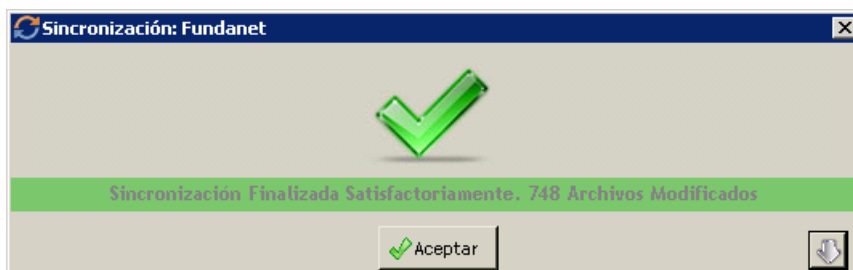 Sincronización: Fundanet
Sincronización Finalizada Satisfactoriamente. 748 Archivos Modificados
Aceptar